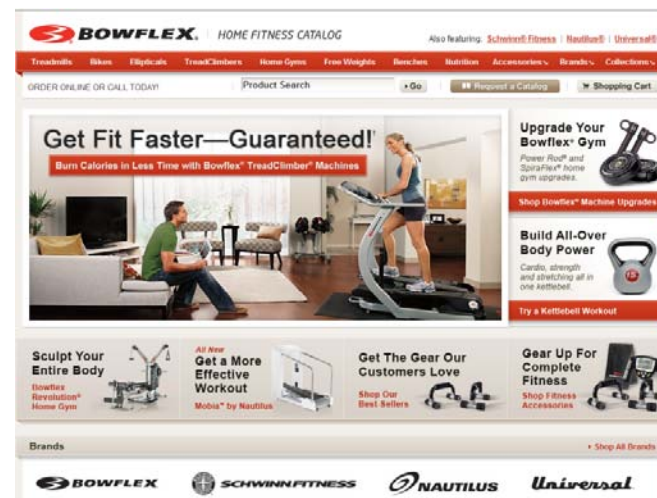 BOWFLEX. HOME FITNESS CATALOG
Also featuring: Schwinn® Fitness | Nautilus® | Universal®
Treadmills Bikes Ellipticals TreadClimbers Home Gyms Free Weights Benches Nutrition Accessories Brands Collections
ORDER ONLINE OR CALL TODAY! Product Search Go Request a Catalog Shopping Cart
Get Fit Faster—Guaranteed!†
Burn Calories in Less Time with Bowflex® TreadClimber® Machines
Upgrade Your
Bowflex® Gym
Power Rod® and
SpiraFlex® home
gym upgrades.
Shop Bowflex® Machine Upgrades
Build All-Over
Body Power
Cardio, strength
and stretching all in
one kettlebell.
15
Try a Kettlebell Workout
Sculpt Your
Entire Body
Bowflex
Revolution®
Home Gym
All New
Get a More
Effective
Workout
Mobia™ by Nautilus
Get The Gear Our
Customers Love
Shop Our
Best Sellers
Gear Up For
Complete
Fitness
Shop Fitness
Accessories
Brands Shop All Brands
BOWFLEX SCHWINN FITNESS NAUTILUS Universal